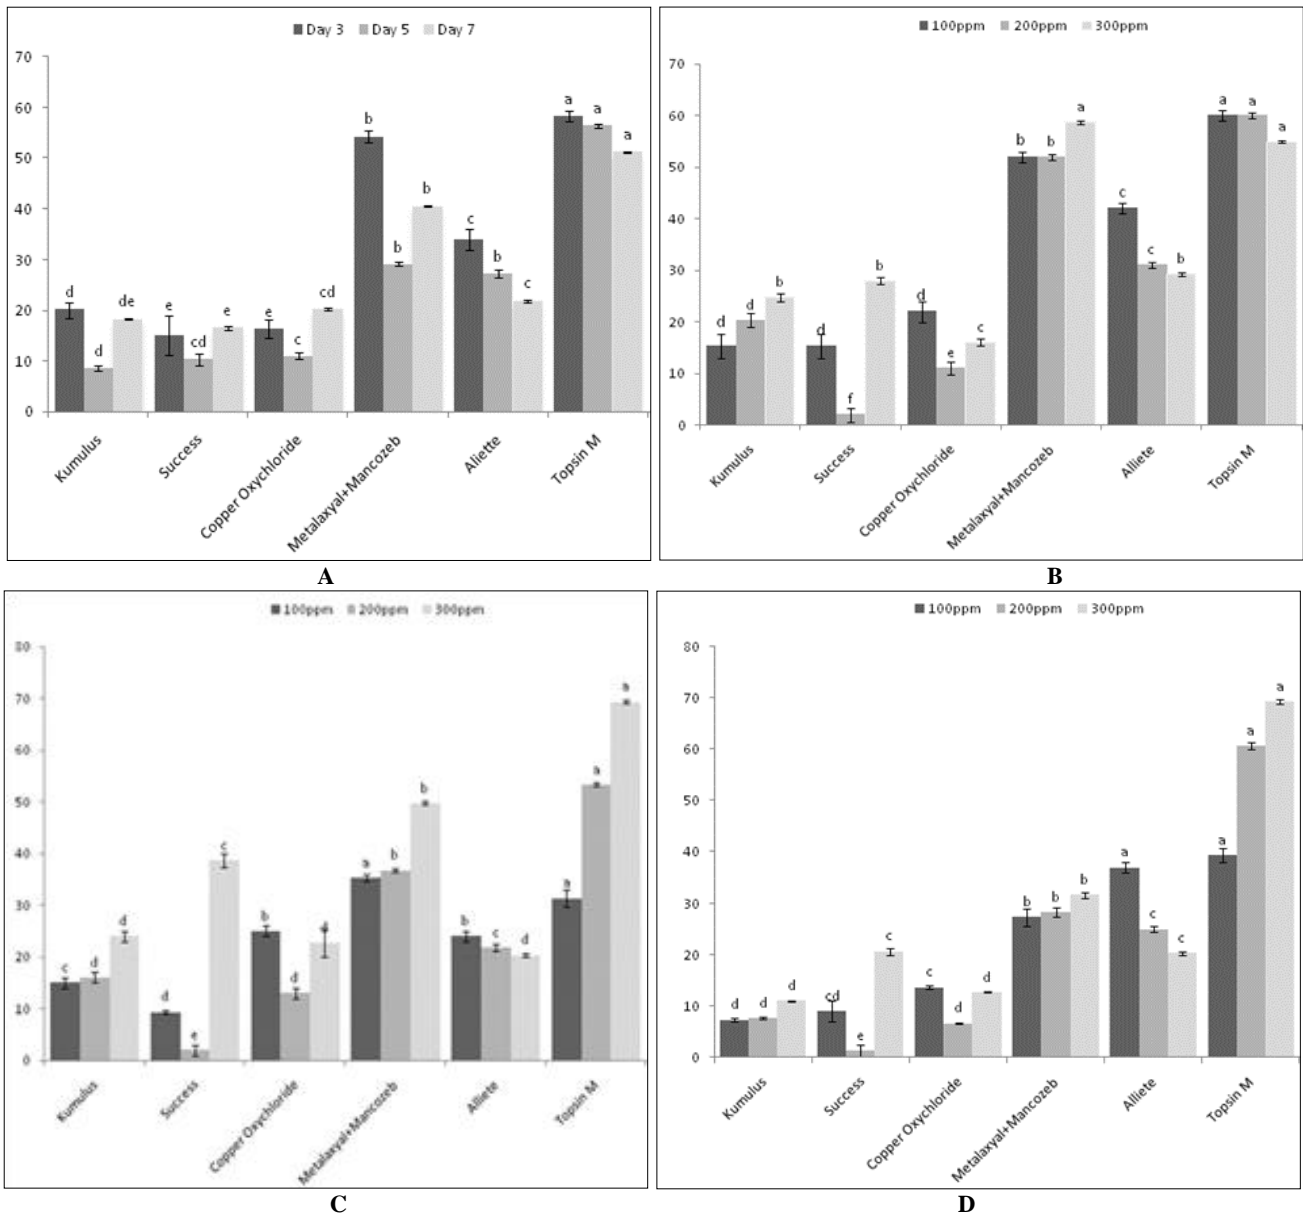 Day 3 Day 5 Day 7
70
60
a
a
b
a
50
40
b
c
30
b
b
c
20
d
de
e
e
e
cd
10
d
cd
c
0
Kumulus
Success
Copper Oxychloride
Metalaxyal+Mancozeb
Aliette
Topsin M
A
100ppm 200ppm 300ppm
70
60
a
a
a
a
50
b
b
40
c
30
b
b
c
b
20
d
d
d
d
c
10
e
f
0
Kumulus
Success
Copper Oxychloride
Metalaxyal+Mancozeb
Alliete
Topsin M
B
100ppm 200ppm 300ppm
80
70
a
60
a
50
b
40
c
a
b
a
30
b
d
d
b
c
d
20
c
d
d
10
d
e
0
Kumulus
Success
Copper Oxychloride
Metalaxyal+Mancozeb
Alliete
Topsin M
C
100ppm 200ppm 300ppm
80
70
a
60
a
50
40
a
a
30
b
b
b
c
20
c
c
cd
c
d
10
d
d
d
d
e
0
Kumulus
Success
Copper Oxychloride
Metalaxyal+Mancozeb
Alliete
Topsin M
D